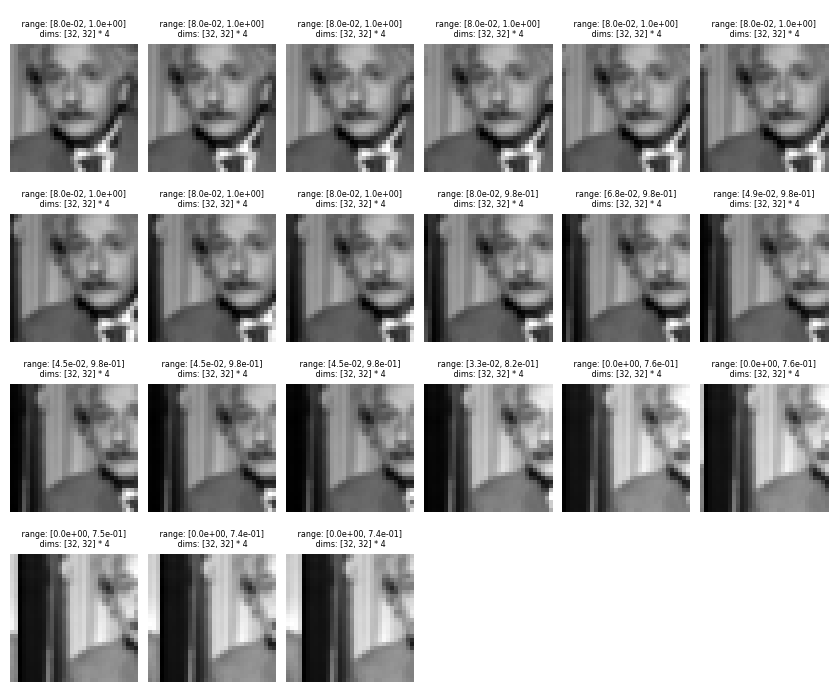 range: [8.0e-02, 1.0e+00]
dims: [32, 32] * 4
range: [8.0e-02, 1.0e+00]
dims: [32, 32] * 4
range: [8.0e-02, 1.0e+00]
dims: [32, 32] * 4
range: [8.0e-02, 1.0e+00]
dims: [32, 32] * 4
range: [8.0e-02, 1.0e+00]
dims: [32, 32] * 4
range: [8.0e-02, 1.0e+00]
dims: [32, 32] * 4
range: [8.0e-02, 1.0e+00]
dims: [32, 32] * 4
range: [8.0e-02, 1.0e+00]
dims: [32, 32] * 4
range: [8.0e-02, 1.0e+00]
dims: [32, 32] * 4
range: [8.0e-02, 9.8e-01]
dims: [32, 32] * 4
range: [6.8e-02, 9.8e-01]
dims: [32, 32] * 4
range: [4.9e-02, 9.8e-01]
dims: [32, 32] * 4
range: [4.5e-02, 9.8e-01]
dims: [32, 32] * 4
range: [4.5e-02, 9.8e-01]
dims: [32, 32] * 4
range: [4.5e-02, 9.8e-01]
dims: [32, 32] * 4
range: [3.3e-02, 8.2e-01]
dims: [32, 32] * 4
range: [0.0e+00, 7.6e-01]
dims: [32, 32] * 4
range: [0.0e+00, 7.6e-01]
dims: [32, 32] * 4
range: [0.0e+00, 7.5e-01]
dims: [32, 32] * 4
range: [0.0e+00, 7.4e-01]
dims: [32, 32] * 4
range: [0.0e+00, 7.4e-01]
dims: [32, 32] * 4